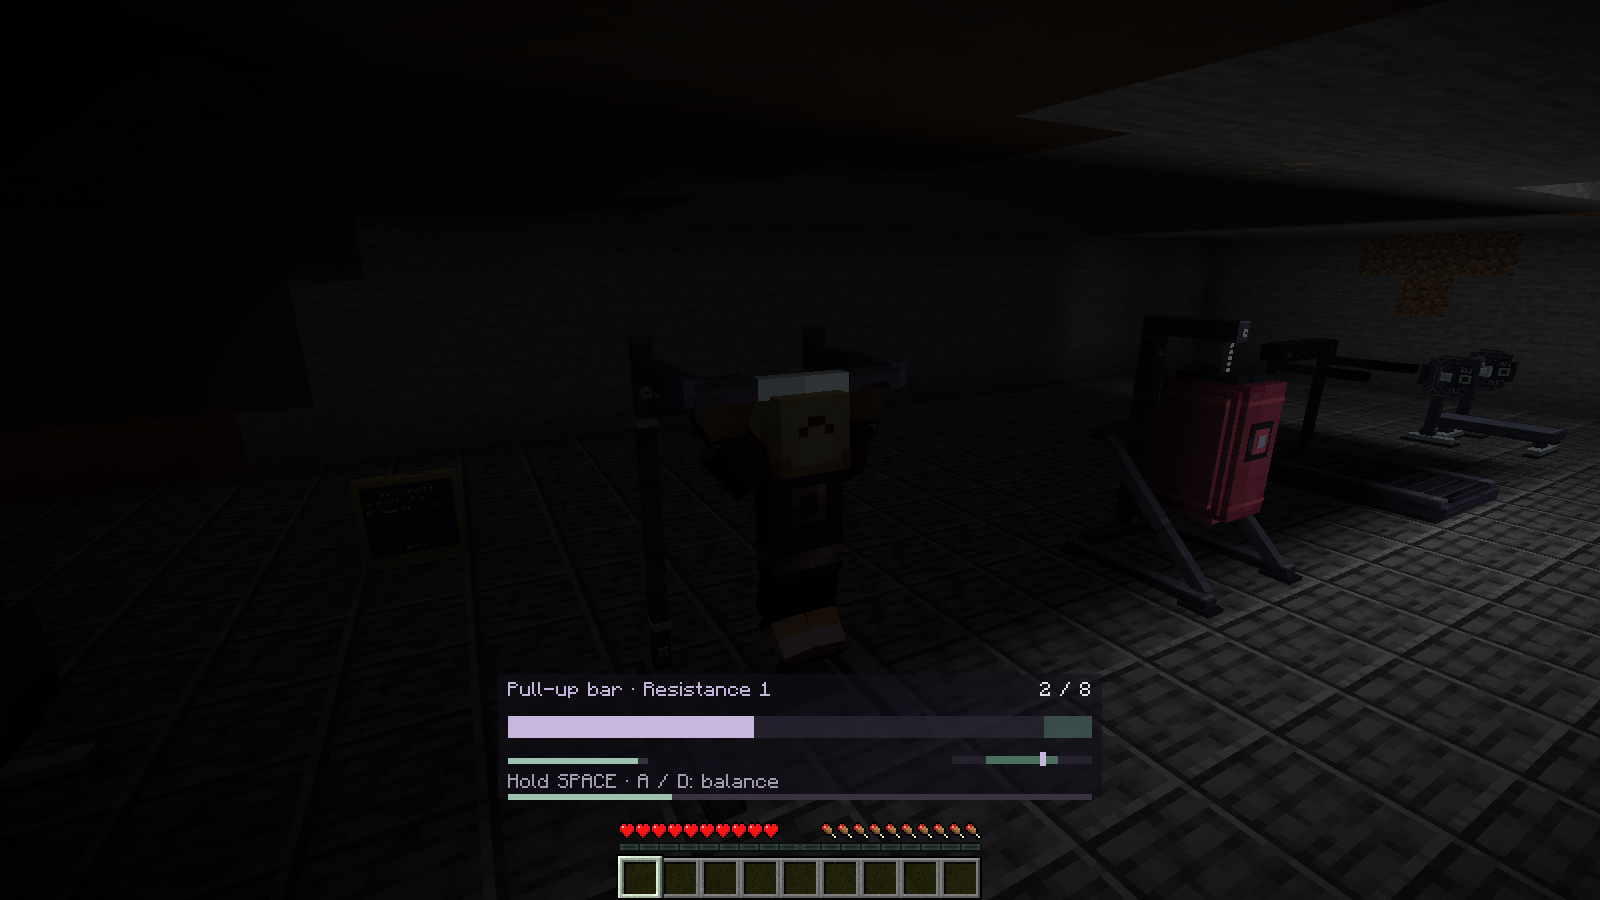 Pull-up bar · Resistance 1
2 / 8
Hold SPACE · A / D: balance